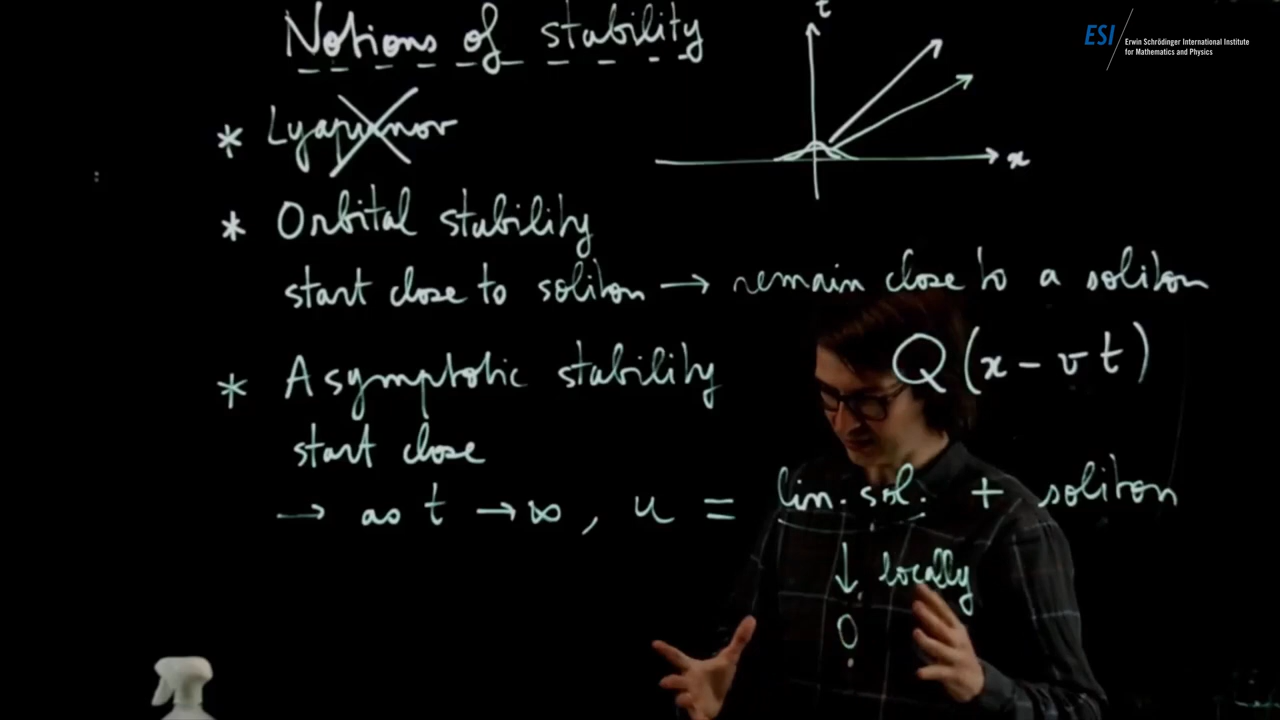 Notions of stability
t
ESI Erwin Schrödinger International Institute
for Mathematics and Physics
* Lyapunov
x
* Orbital stability
start close to soliton → remain close to a soliton
Q (x - v t)
* Asymptotic stability
start close
→ as t → ∞, u = lin. sol. + soliton
↓ locally
0